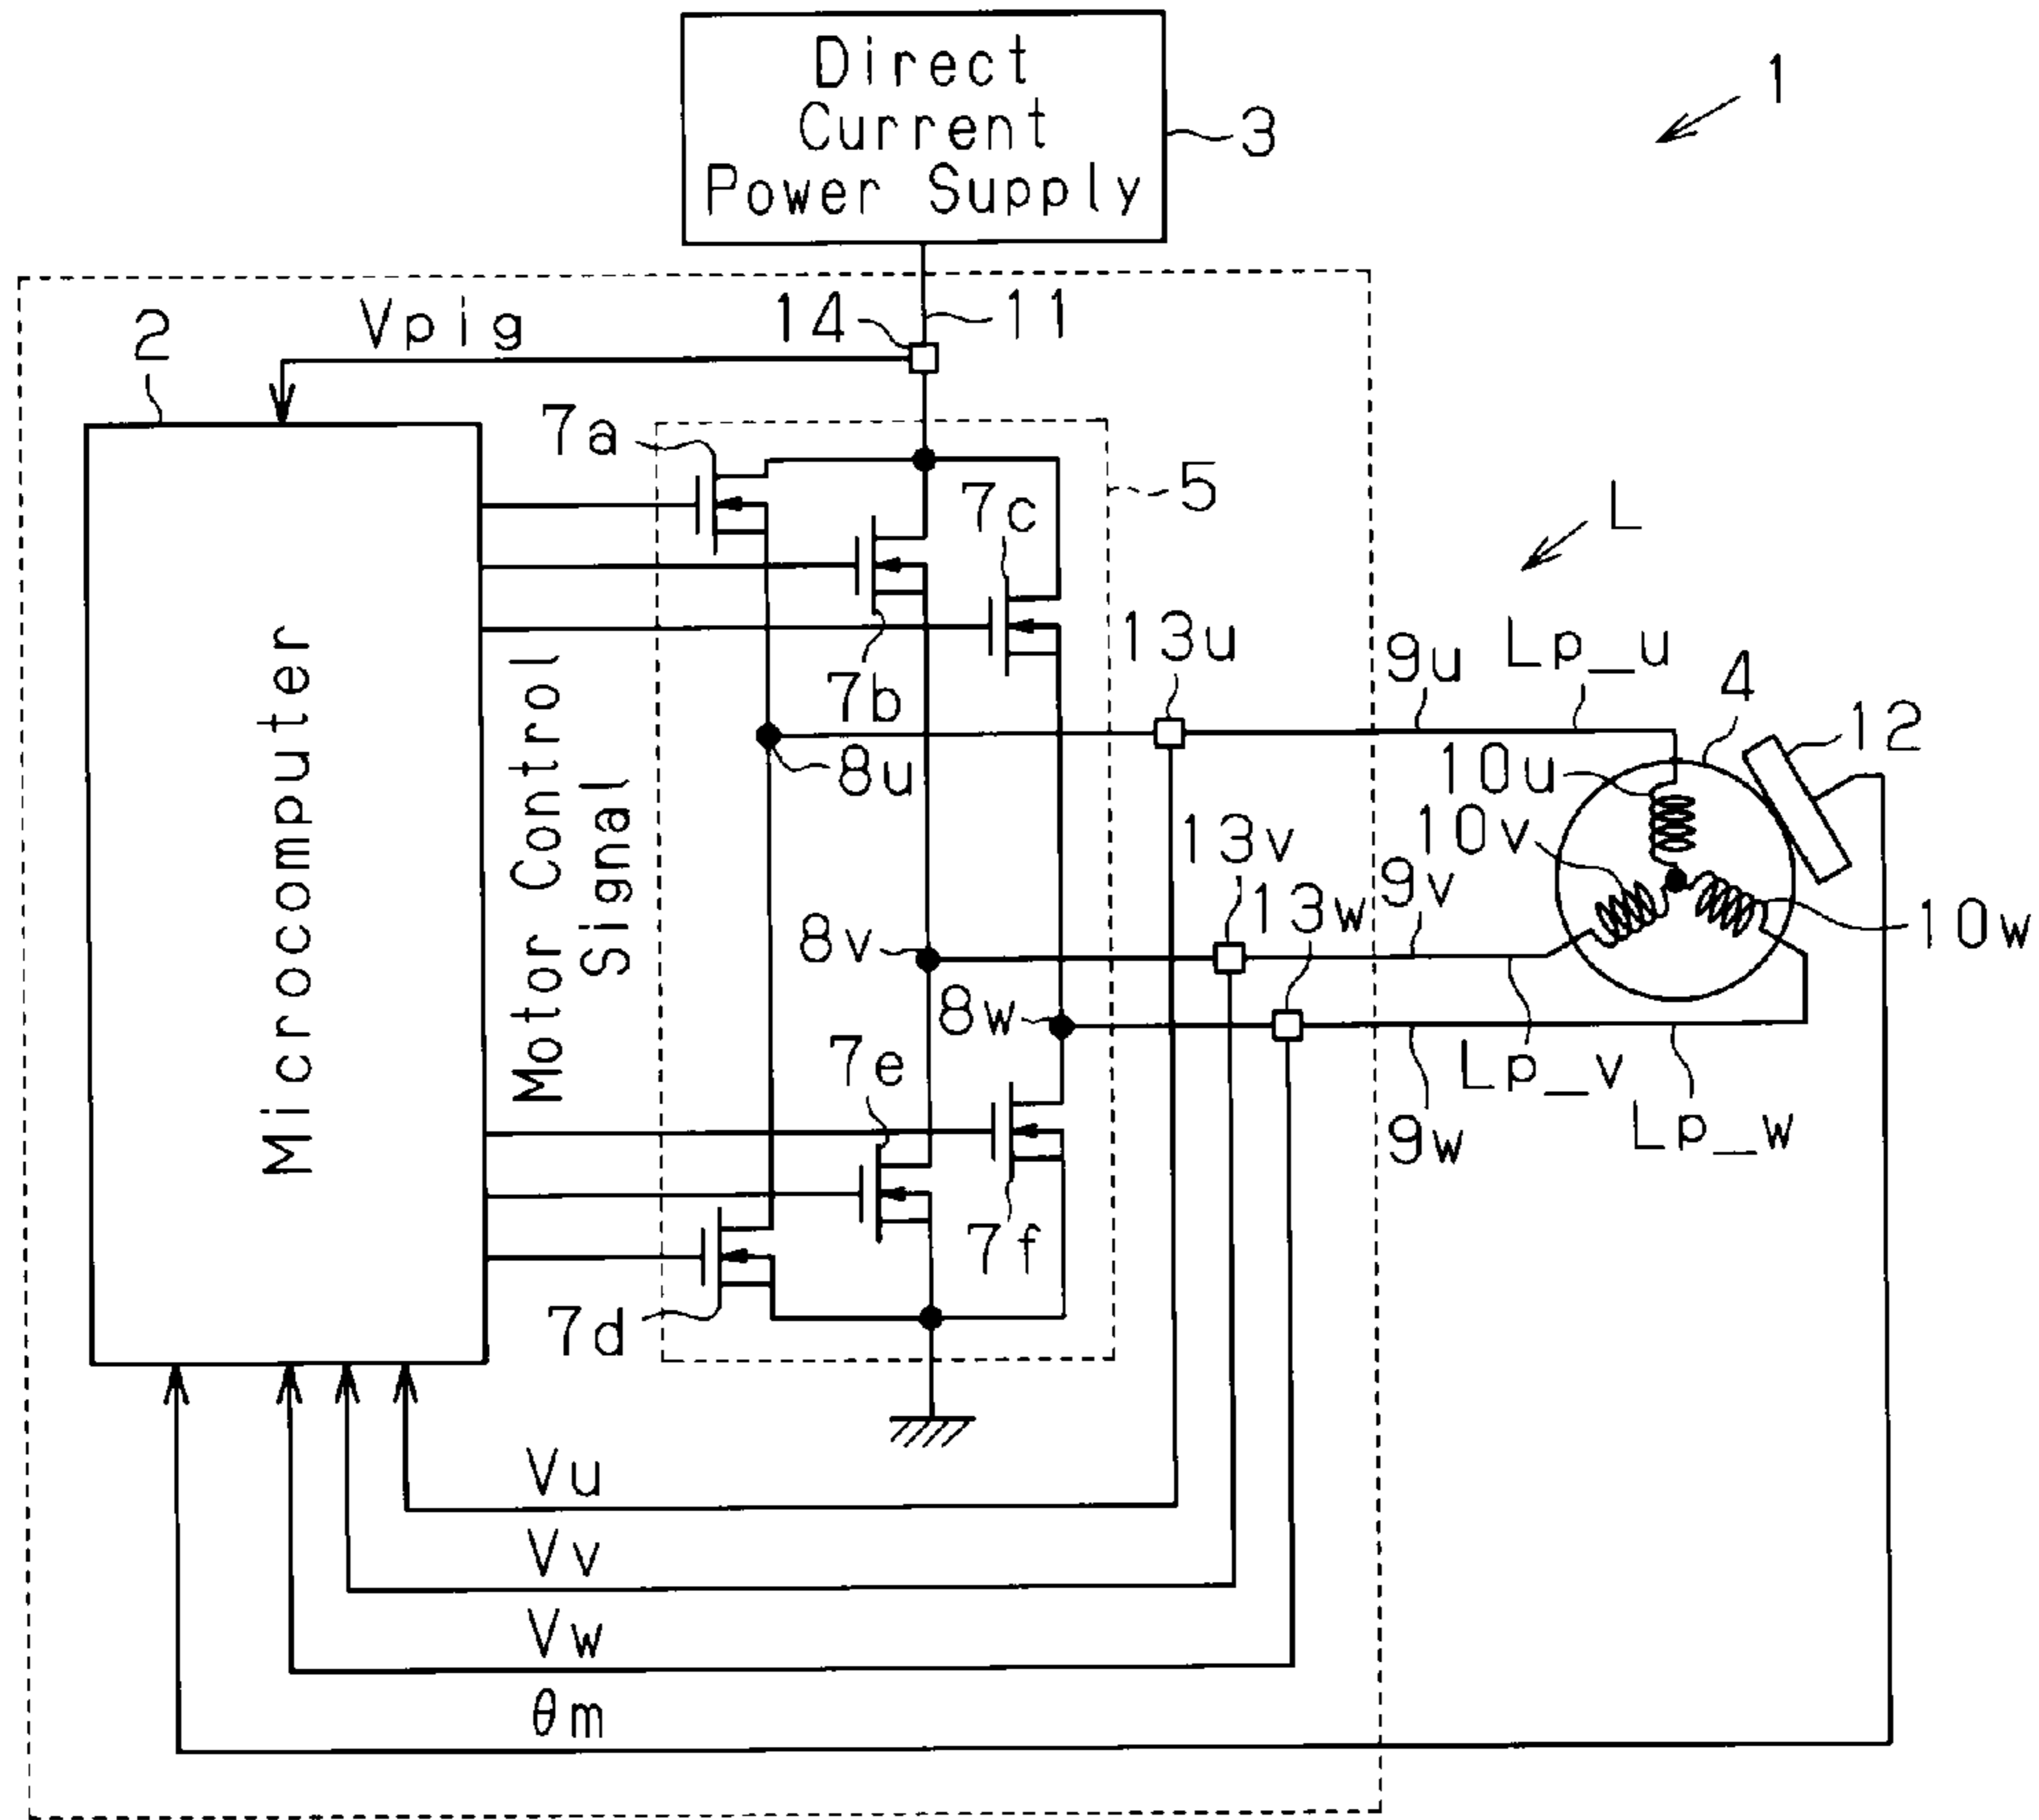 Direct
Current
Power Supply
3
1
14
11
Vpig
2
7a
5
7c
L
7b
13u
9u
Lp_u
4
12
Microcomputer
Motor Control
Signal
8u
10u
13v
10v
13w
9v
10w
8v
8w
7e
Lp_v
9w
Lp_w
7f
7d
Vu
Vv
Vw
θm